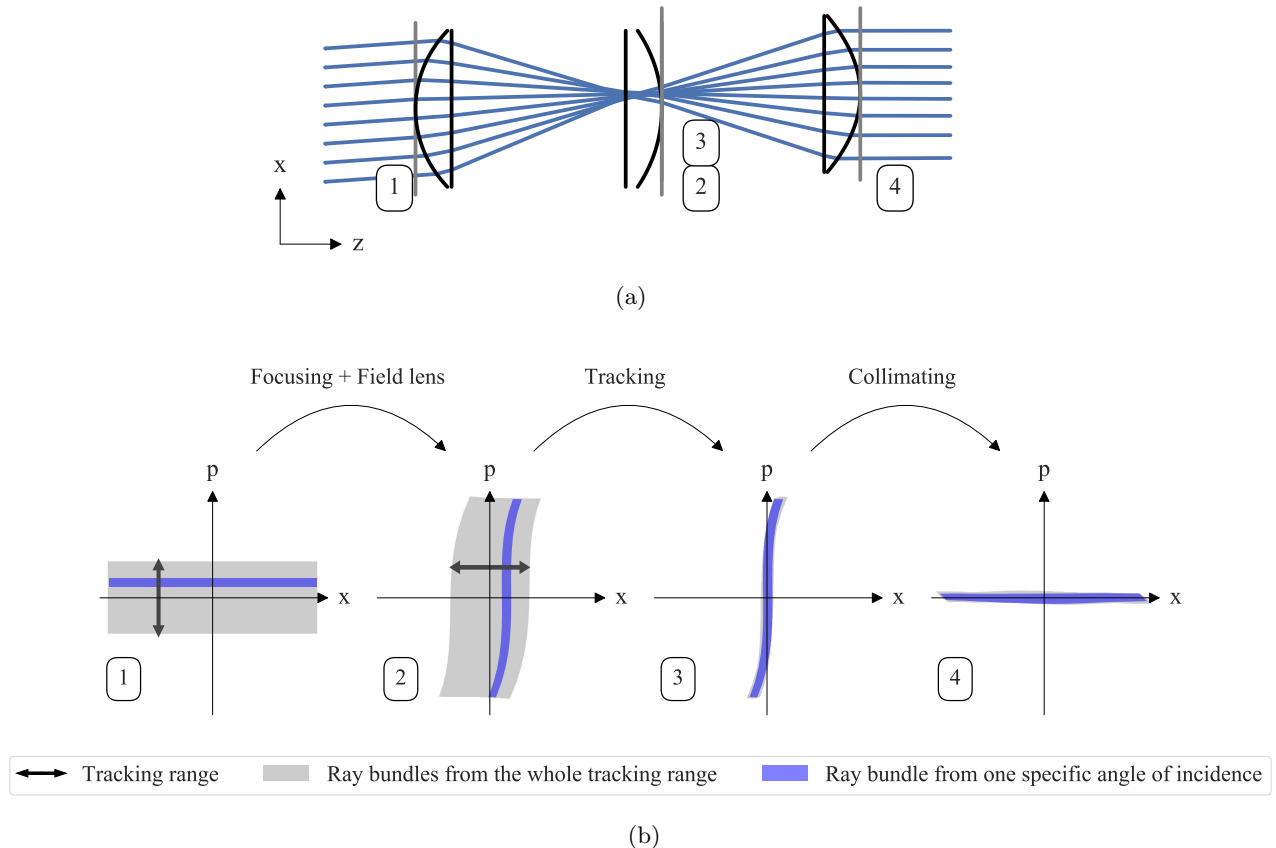 x
z
1
3
2
4
(a)
Focusing + Field lens
Tracking
Collimating
p
p
p
p
x
x
x
x
1
2
3
4
Tracking range
Ray bundles from the whole tracking range
Ray bundle from one specific angle of incidence
(b)